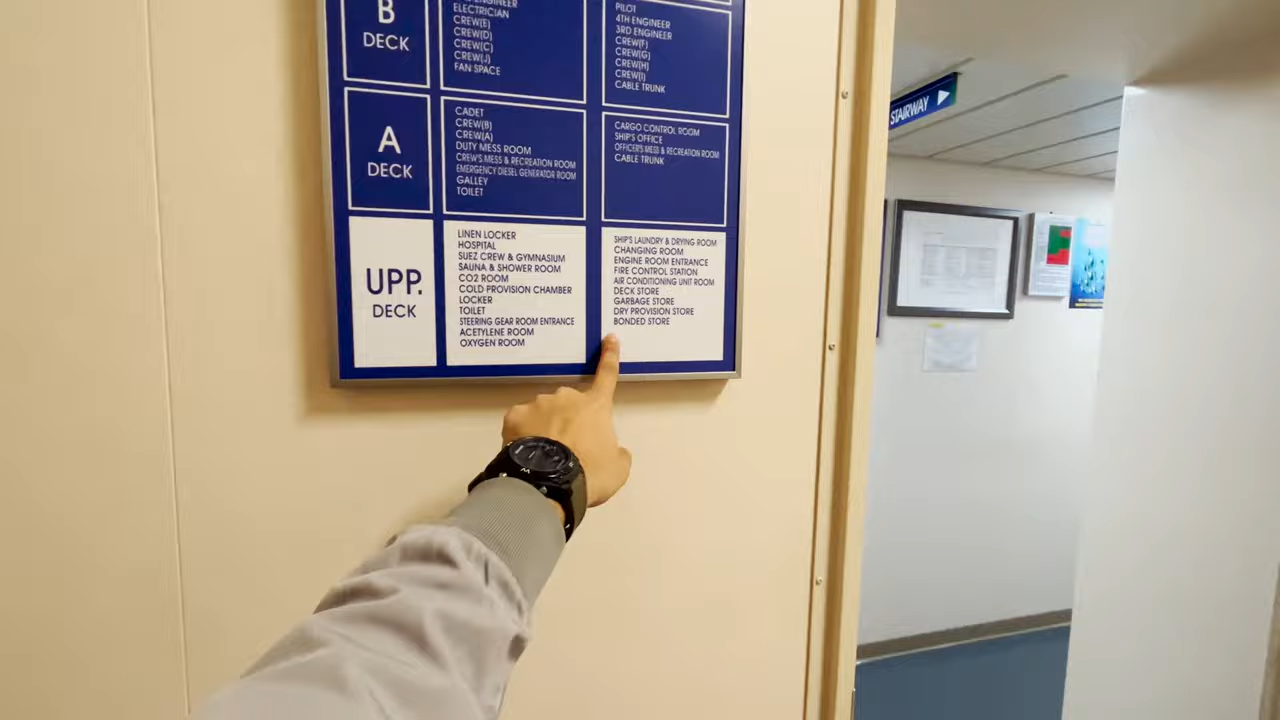 B
DECK
ENGINEER
ELECTRICIAN
CREW(E)
CREW(D)
CREW(C)
CREW(J)
FAN SPACE
PILOT
4TH ENGINEER
3RD ENGINEER
CREW(F)
CREW(G)
CREW(H)
CREW(I)
CABLE TRUNK
A
DECK
CADET
CREW(B)
CREW(A)
DUTY MESS ROOM
CREW'S MESS & RECREATION ROOM
EMERGENCY DIESEL GENERATOR ROOM
GALLEY
TOILET
CARGO CONTROL ROOM
SHIP'S OFFICE
OFFICER'S MESS & RECREATION ROOM
CABLE TRUNK
UPP.
DECK
LINEN LOCKER
HOSPITAL
SUEZ CREW & GYMNASIUM
SAUNA & SHOWER ROOM
CO2 ROOM
COLD PROVISION CHAMBER
LOCKER
TOILET
STEERING GEAR ROOM ENTRANCE
ACETYLENE ROOM
OXYGEN ROOM
SHIP'S LAUNDRY & DRYING ROOM
CHANGING ROOM
ENGINE ROOM ENTRANCE
FIRE CONTROL STATION
AIR CONDITIONING UNIT ROOM
DECK STORE
GARBAGE STORE
DRY PROVISION STORE
BONDED STORE
STAIRWAY